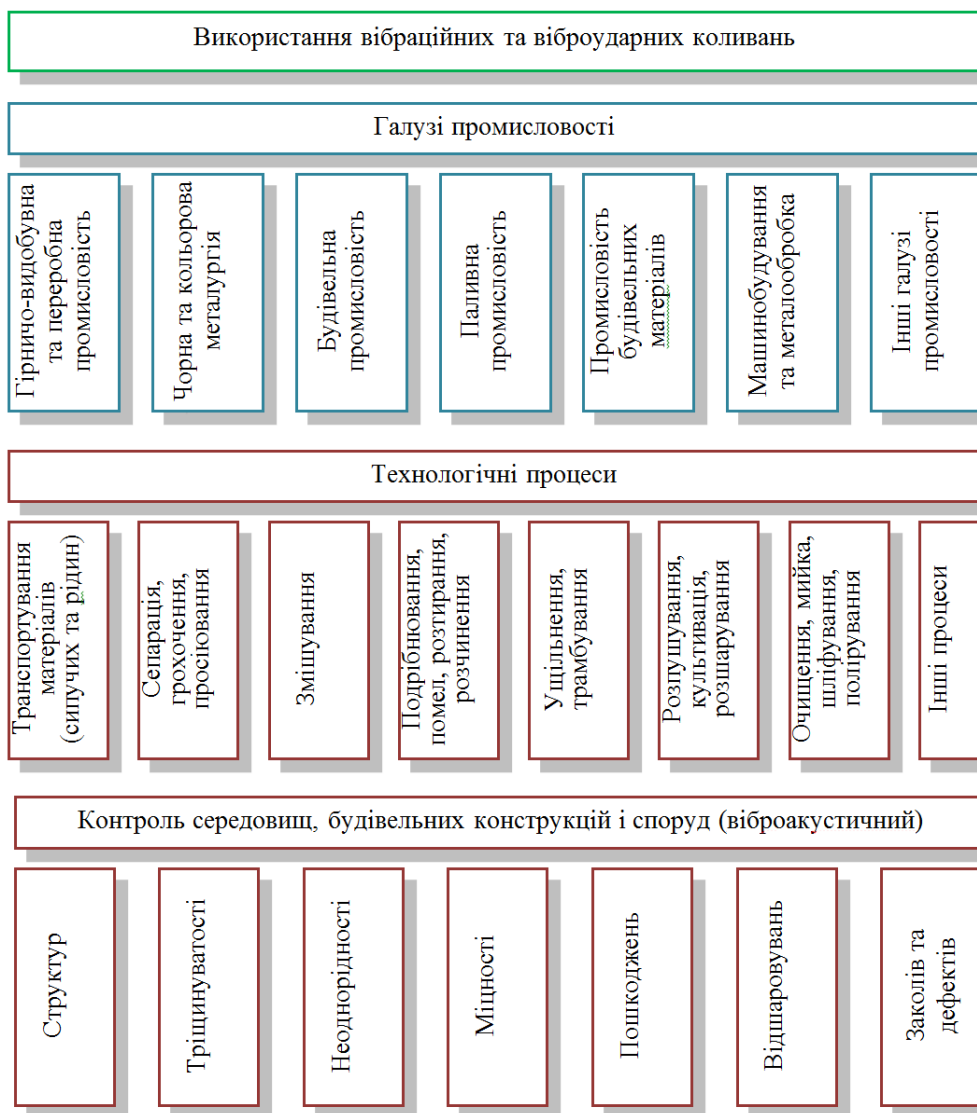 Використання вібраційних та віброударних коливань
Галузі промисловості
Гірничо-видобувна
та переробна
промисловість
Чорна та кольорова
металургія
Будівельна
промисловість
Паливна
промисловість
Промисловість
будівельних
матеріалів
Машинобудування
та металообробка
Інші галузі
промисловості
Технологічні процеси
Транспортування
матеріалів
(сипучих та рідин)
Сепарація,
грохочення,
просіювання
Змішування
Подрібнювання,
помел, розтирання,
розчинення
Ущільнення,
трамбування
Розпушування,
культивація,
розшарування
Очищення, мийка,
шліфування,
полірування
Інші процеси
Контроль середовищ, будівельних конструкцій і споруд (віброакустичний)
Структур
Тріщинуватості
Неоднорідності
Міцності
Пошкоджень
Відшаровувань
Заколів та
дефектів